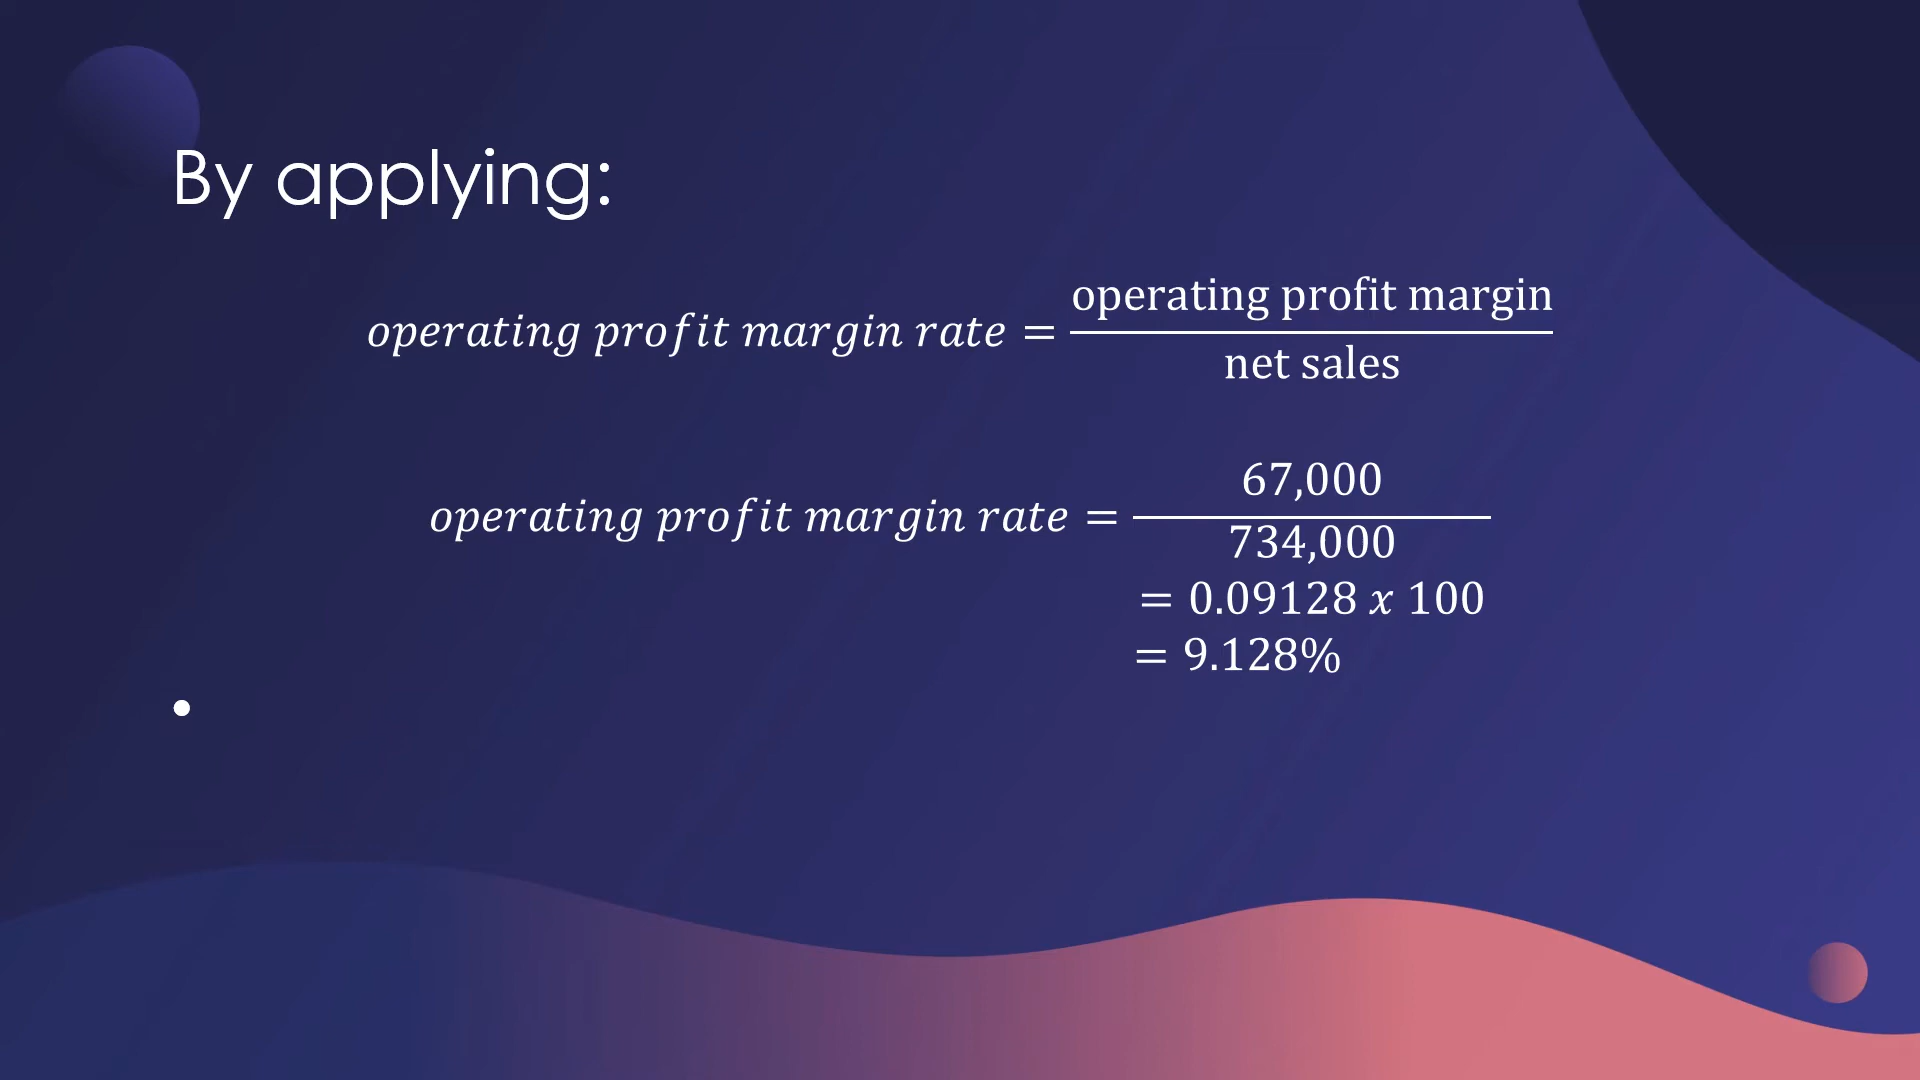 By applying:
operating profit margin rate = operating profit margin / net sales
operating profit margin rate = 67,000 / 734,000
= 0.09128 x 100
= 9.128%